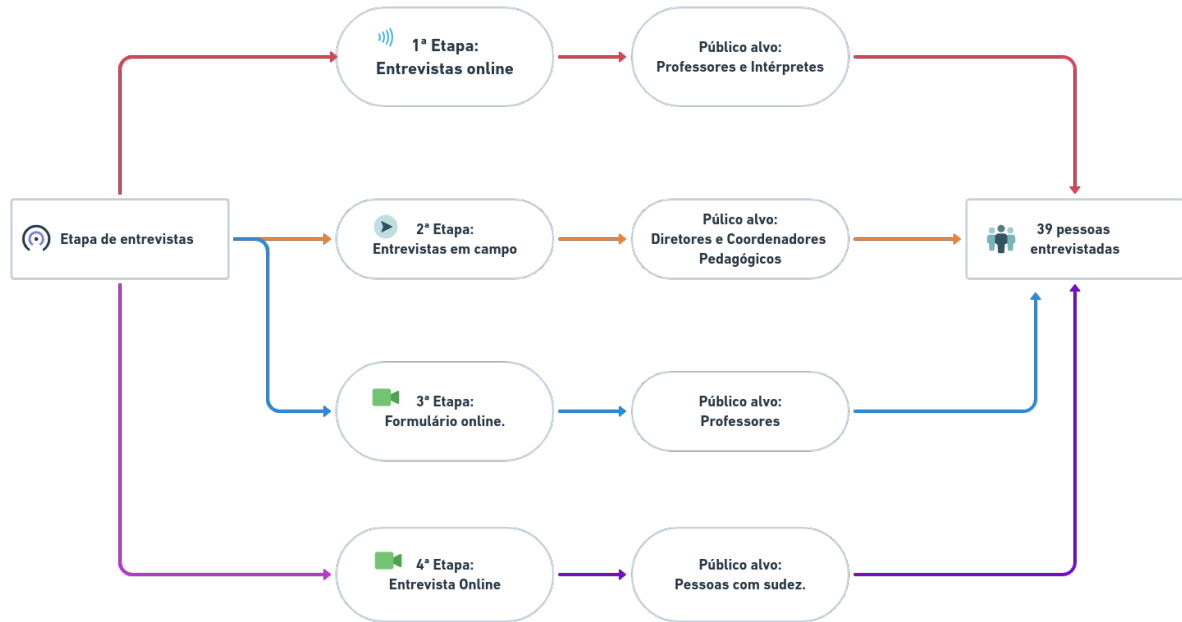 1ª Etapa:
Entrevistas online
Público alvo:
Professores e Intérpretes
Etapa de entrevistas
2ª Etapa:
Entrevistas em campo
Púlico alvo:
Diretores e Coordenadores
Pedagógicos
39 pessoas
entrevistadas
3ª Etapa:
Formulário online.
Público alvo:
Professores
4ª Etapa:
Entrevista Online
Público alvo:
Pessoas com sudez.